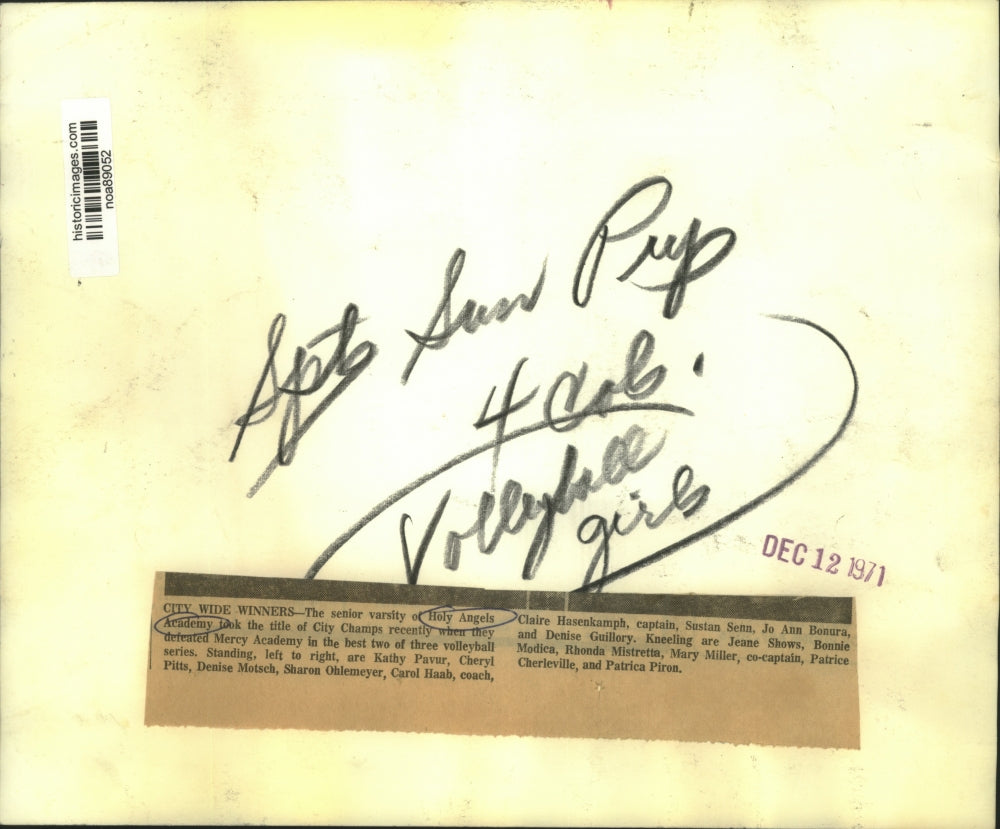 historicimages.com
noa89052
Spts Sun Prep
4 Cols.
Volleyball
girls
DEC 12 1971
CITY WIDE WINNERS—The senior varsity of Holy Angels
Academy took the title of City Champs recently when they
defeated Mercy Academy in the best two of three volleyball
series. Standing, left to right, are Kathy Pavur, Cheryl
Pitts, Denise Motsch, Sharon Ohlemeyer, Carol Haab, coach,
Claire Hasenkamph, captain, Sustan Senn, Jo Ann Bonura,
and Denise Guillory. Kneeling are Jeane Shows, Bonnie
Modica, Rhonda Mistretta, Mary Miller, co-captain, Patrice
Cherleville, and Patrica Piron.